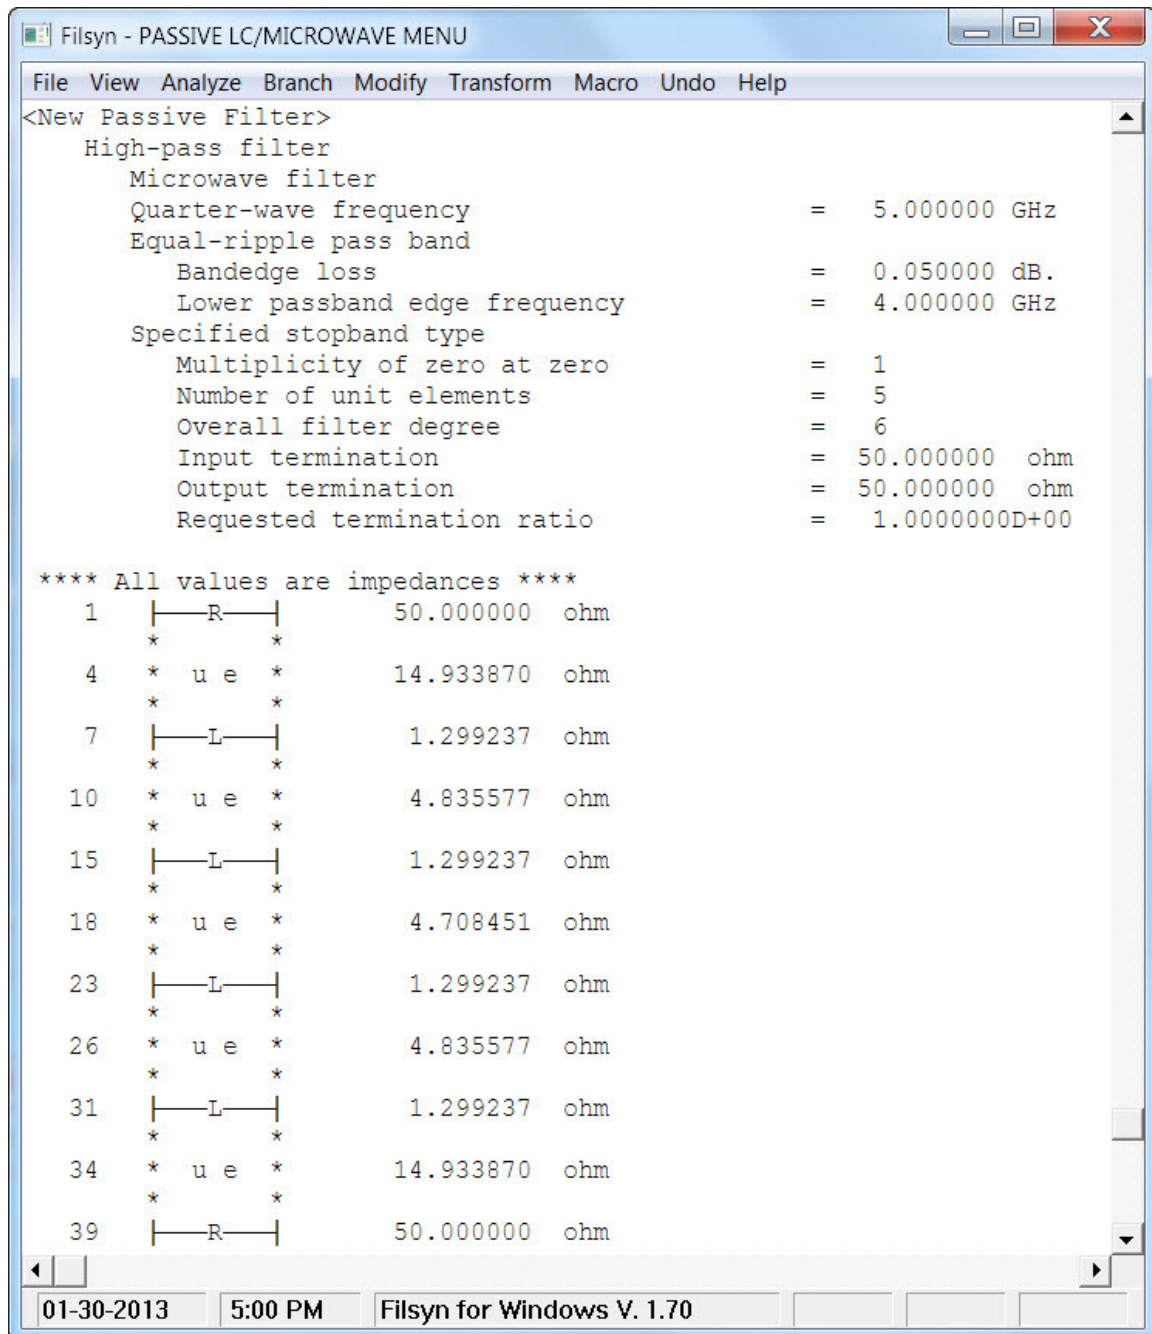 Filsyn - PASSIVE LC/MICROWAVE MENU
File View Analyze Branch Modify Transform Macro Undo Help
<New Passive Filter>
High-pass filter
Microwave filter
Quarter-wave frequency = 5.000000 GHz
Equal-ripple pass band
Bandedge loss = 0.050000 dB.
Lower passband edge frequency = 4.000000 GHz
Specified stopband type
Multiplicity of zero at zero = 1
Number of unit elements = 5
Overall filter degree = 6
Input termination = 50.000000 ohm
Output termination = 50.000000 ohm
Requested termination ratio = 1.0000000D+00
**** All values are impedances ****
1 ├──R──┤ 50.000000 ohm
* *
4 * u e * 14.933870 ohm
* *
7 ├──L──┤ 1.299237 ohm
* *
10 * u e * 4.835577 ohm
* *
15 ├──L──┤ 1.299237 ohm
* *
18 * u e * 4.708451 ohm
* *
23 ├──L──┤ 1.299237 ohm
* *
26 * u e * 4.835577 ohm
* *
31 ├──L──┤ 1.299237 ohm
* *
34 * u e * 14.933870 ohm
* *
39 ├──R──┤ 50.000000 ohm
01-30-2013 5:00 PM Filsyn for Windows V. 1.70